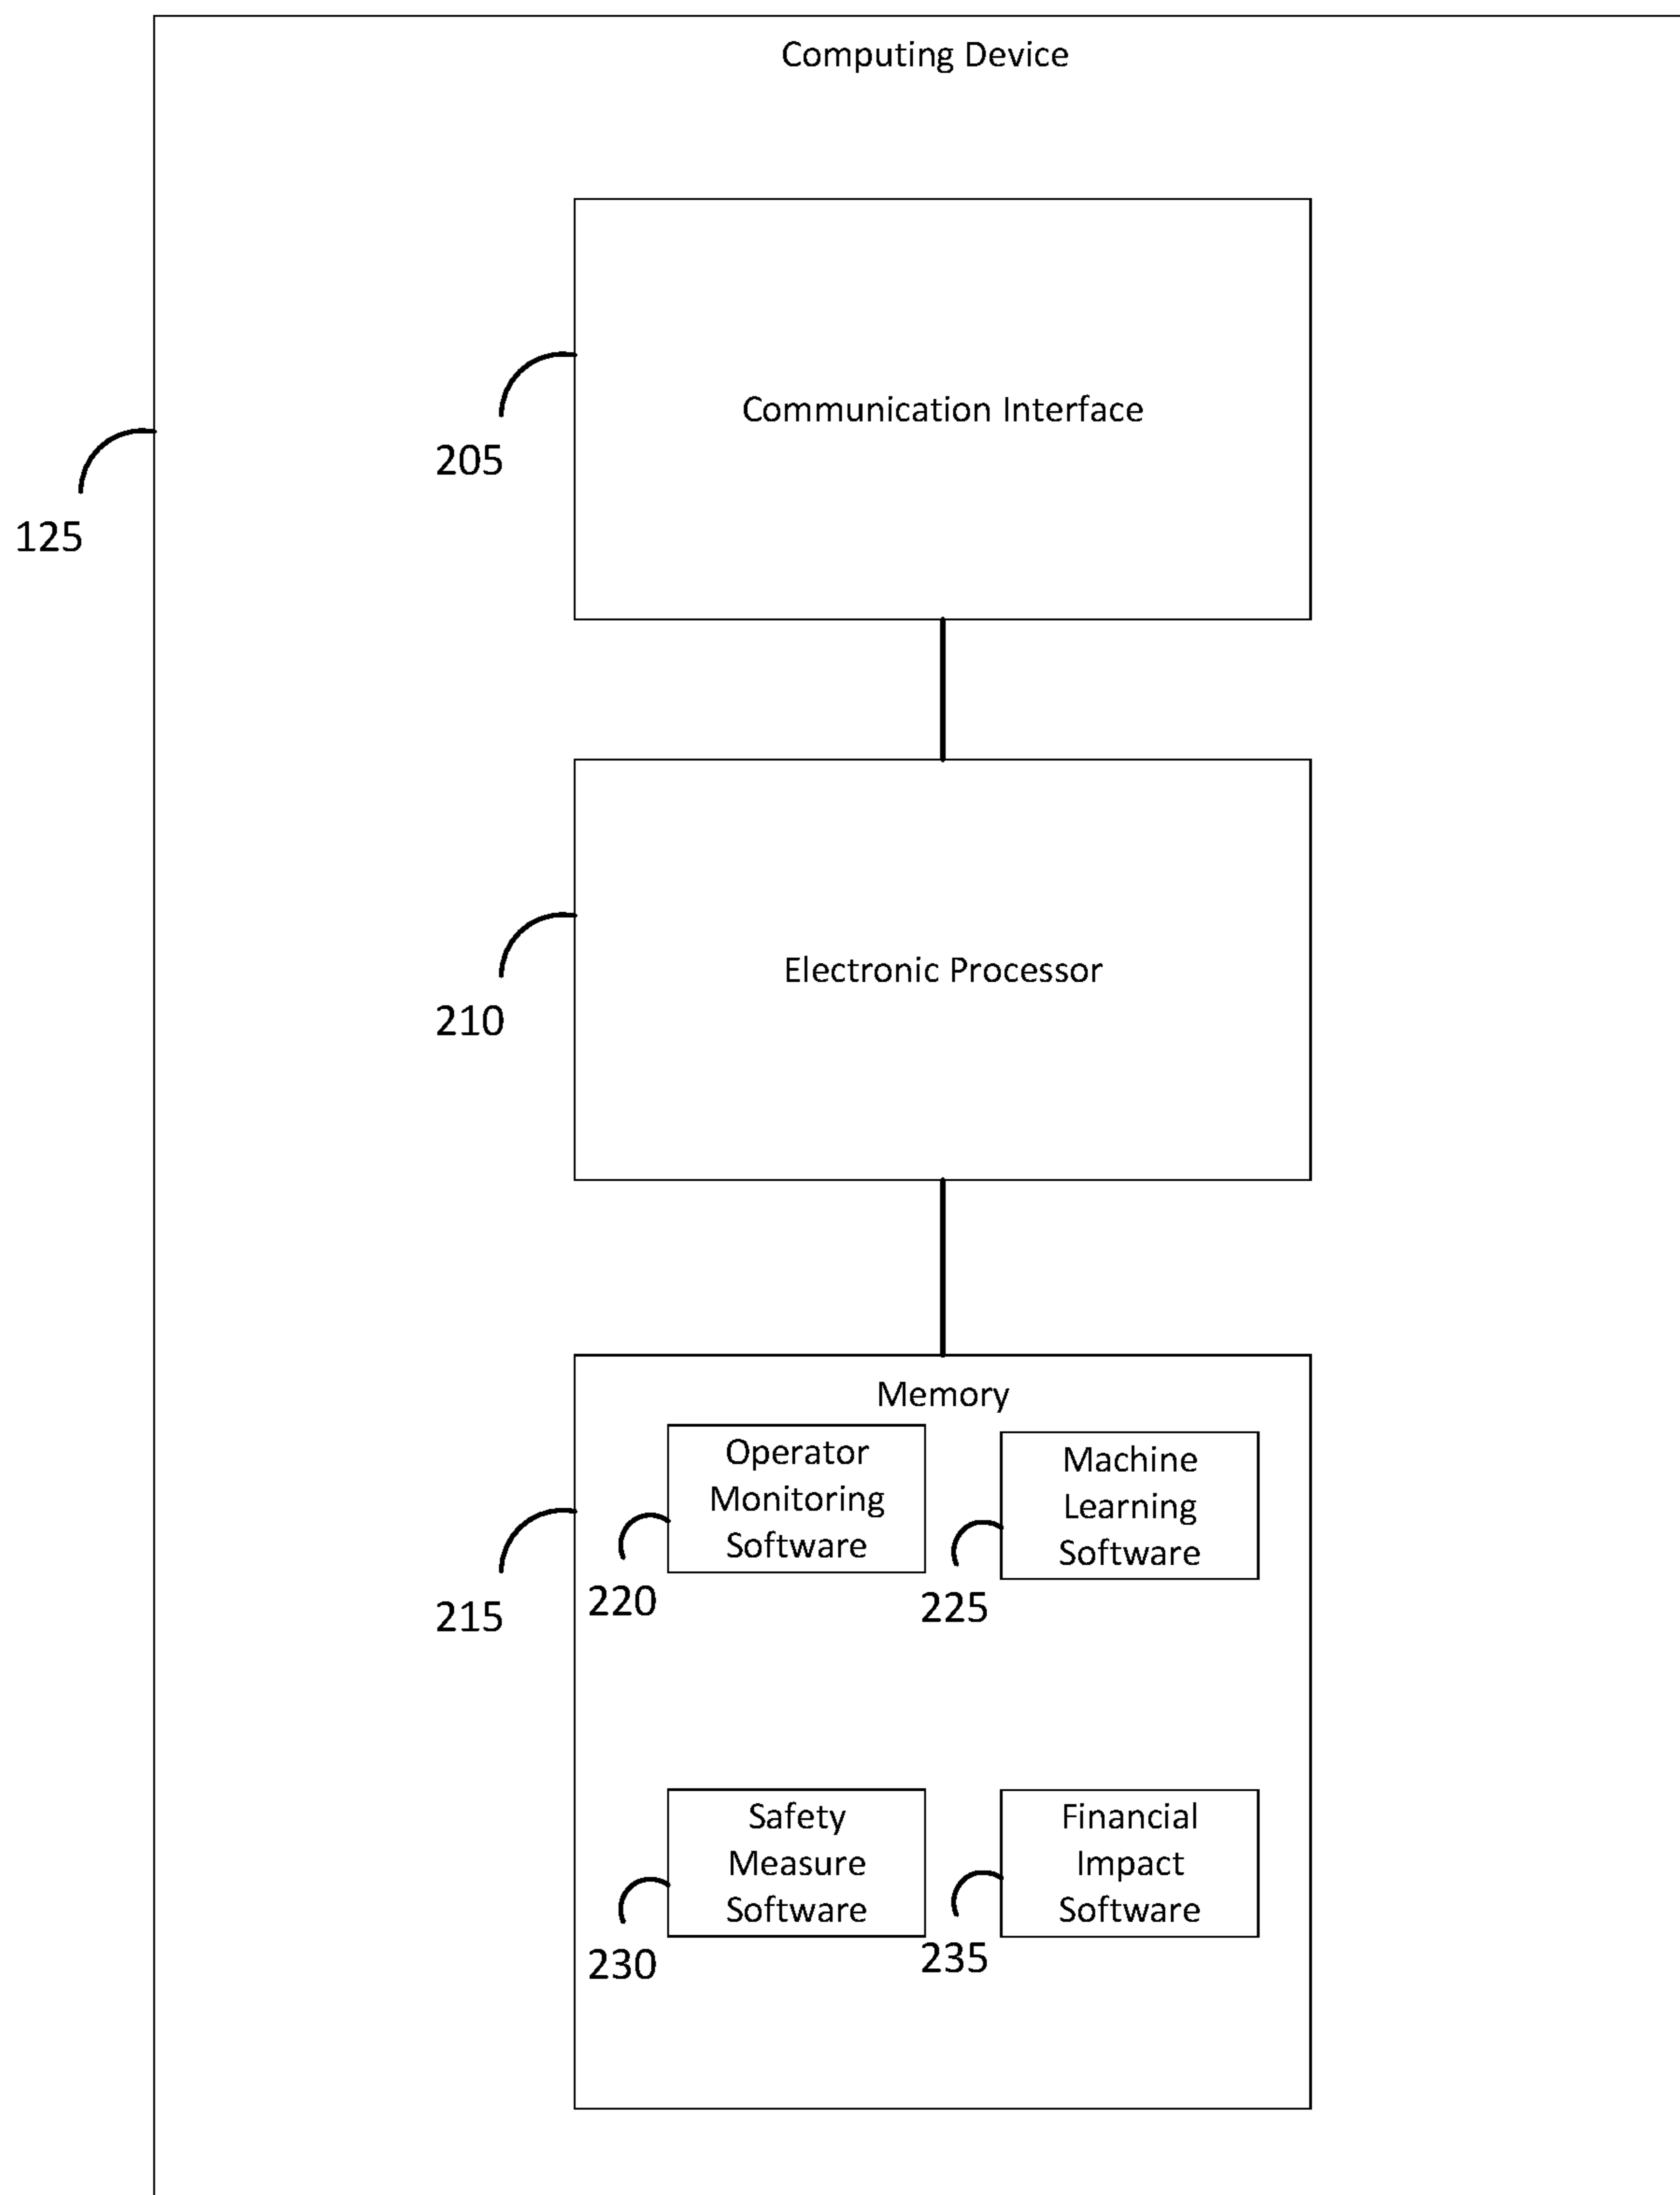 Computing Device
Communication Interface
205
125
Electronic Processor
210
Memory
Operator
Monitoring
Software
Machine
Learning
Software
220
225
215
Safety
Measure
Software
Financial
Impact
Software
230
235